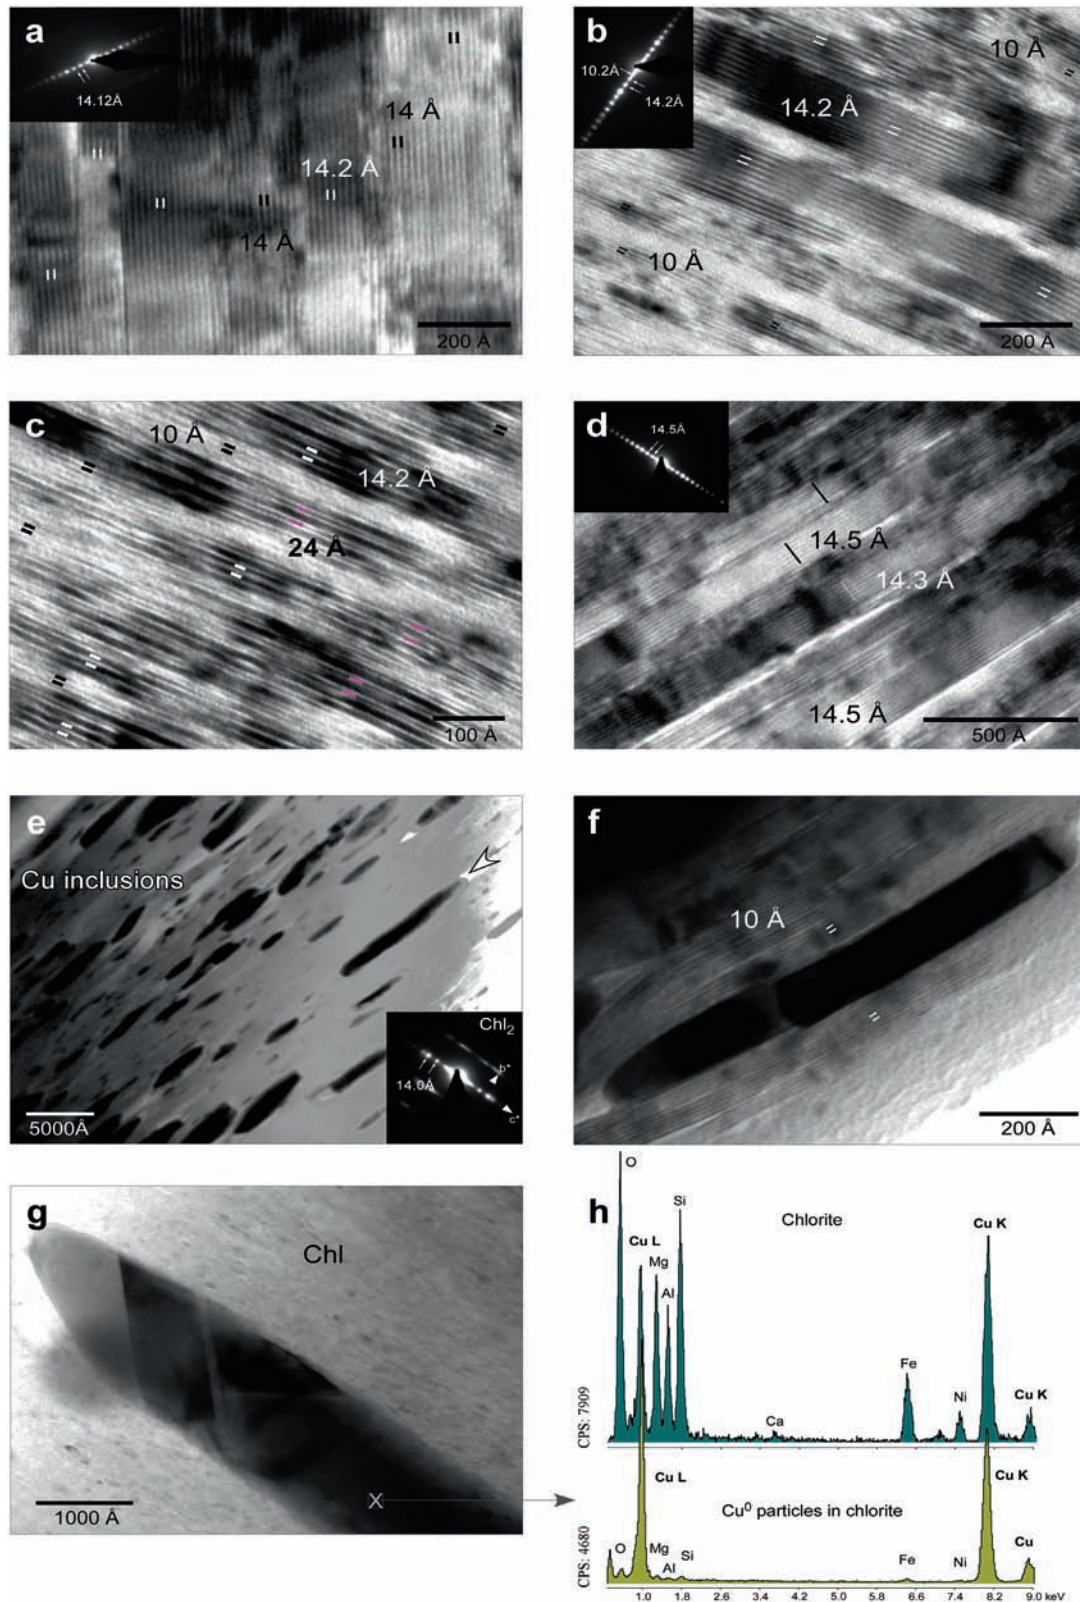 a
14.12Å
14 Å
14.2 Å
14 Å
200 Å
b
10.2Å
14.2Å
10 Å
14.2 Å
10 Å
200 Å
c
10 Å
14.2 Å
24 Å
100 Å
d
14.5Å
14.5 Å
14.3 Å
14.5 Å
500 Å
e
Cu inclusions
Chl2
14.0Å
b*
c*
5000Å
f
10 Å
200 Å
g
Chl
X
1000 Å
h
Chlorite
O
Cu L
Mg
Al
Si
Ca
Fe
Ni
Cu K
Cu K
CPS: 7909
Cu L
Cu K
Cu⁰ particles in chlorite
O
Mg
Al
Si
Fe
Ni
Cu
CPS: 4680
1.0 1.8 2.6 3.4 4.2 5.6 6.6 7.4 8.2 9.0 keV